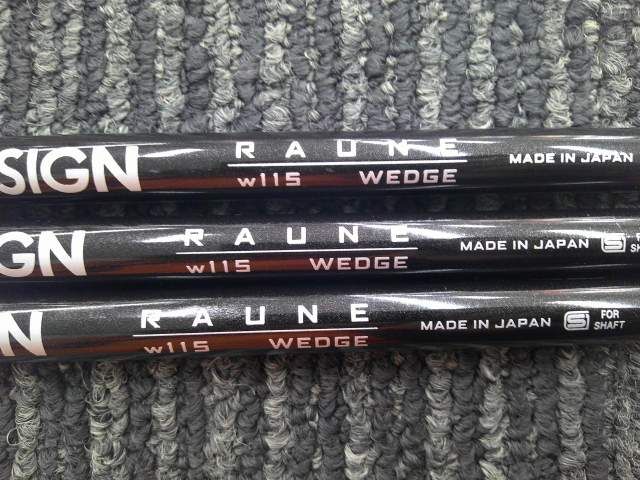 SIGN RAUNE MADE IN JAPAN
w115 WEDGE
GN RAUNE MADE IN JAPAN S
w115 WEDGE SHAFT
N RAUNE MADE IN JAPAN S FOR
w115 WEDGE SHAFT